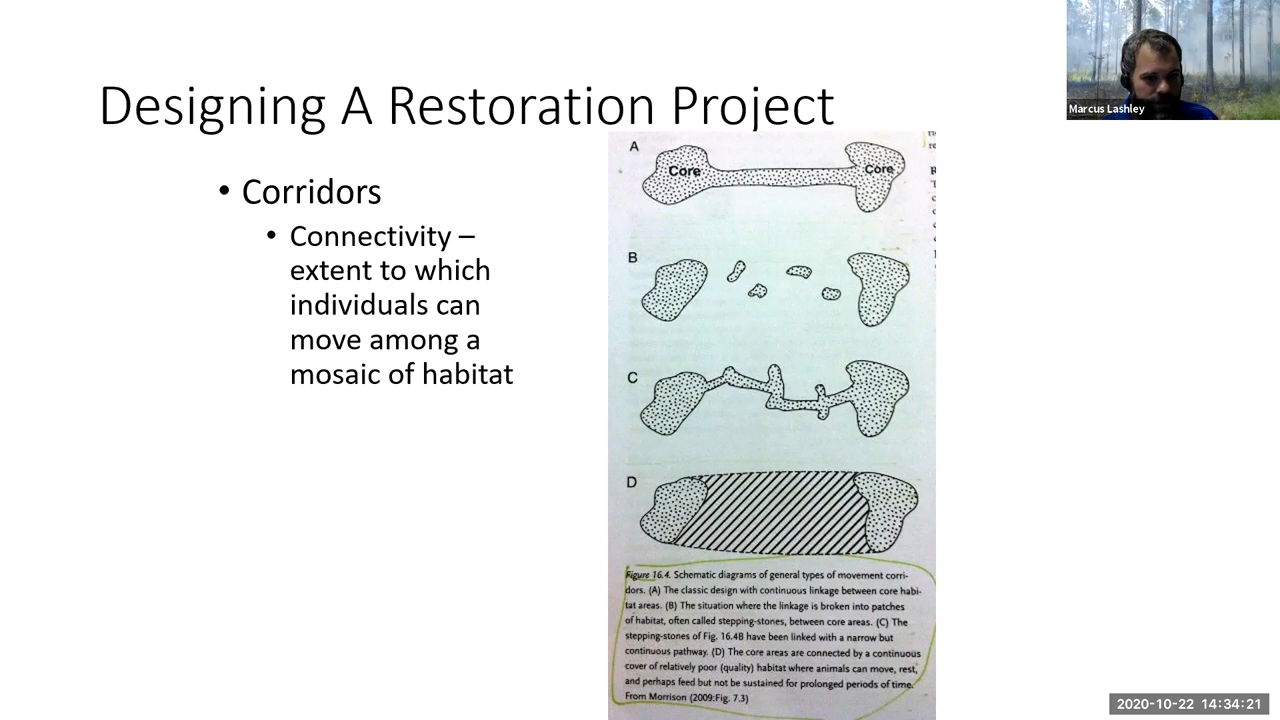 Designing A Restoration Project
Marcus Lashley
• Corridors
• Connectivity –
extent to which
individuals can
move among a
mosaic of habitat
A
Core
Core
B
C
D
Figure 16.4. Schematic diagrams of general types of movement corri-
dors. (A) The classic design with continuous linkage between core habi-
tat areas. (B) The situation where the linkage is broken into patches
of habitat, often called stepping-stones, between core areas. (C) The
stepping-stones of Fig. 16.4B have been linked with a narrow but
continuous pathway. (D) The core areas are connected by a continuous
cover of relatively poor (quality) habitat where animals can move, rest,
and perhaps feed but not be sustained for prolonged periods of time.
From Morrison (2009:Fig. 7.3)
2020-10-22 14:34:21